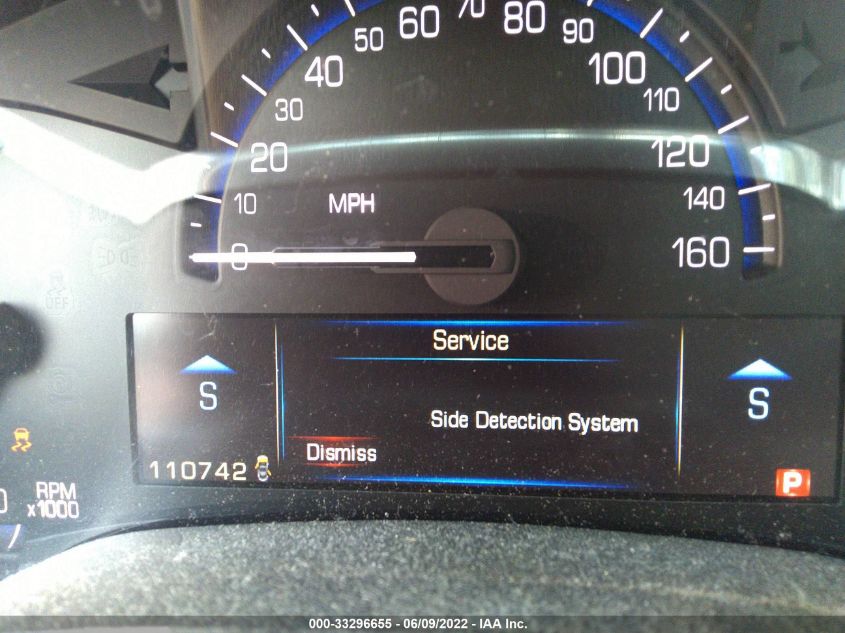 70
60 80
50 90
40 100
30 110
20 120
10 MPH 140
0 160
Service
S S
Side Detection System
Dismiss
110742
P
RPM
x1000
000-33296655 - 06/09/2022 - IAA Inc.